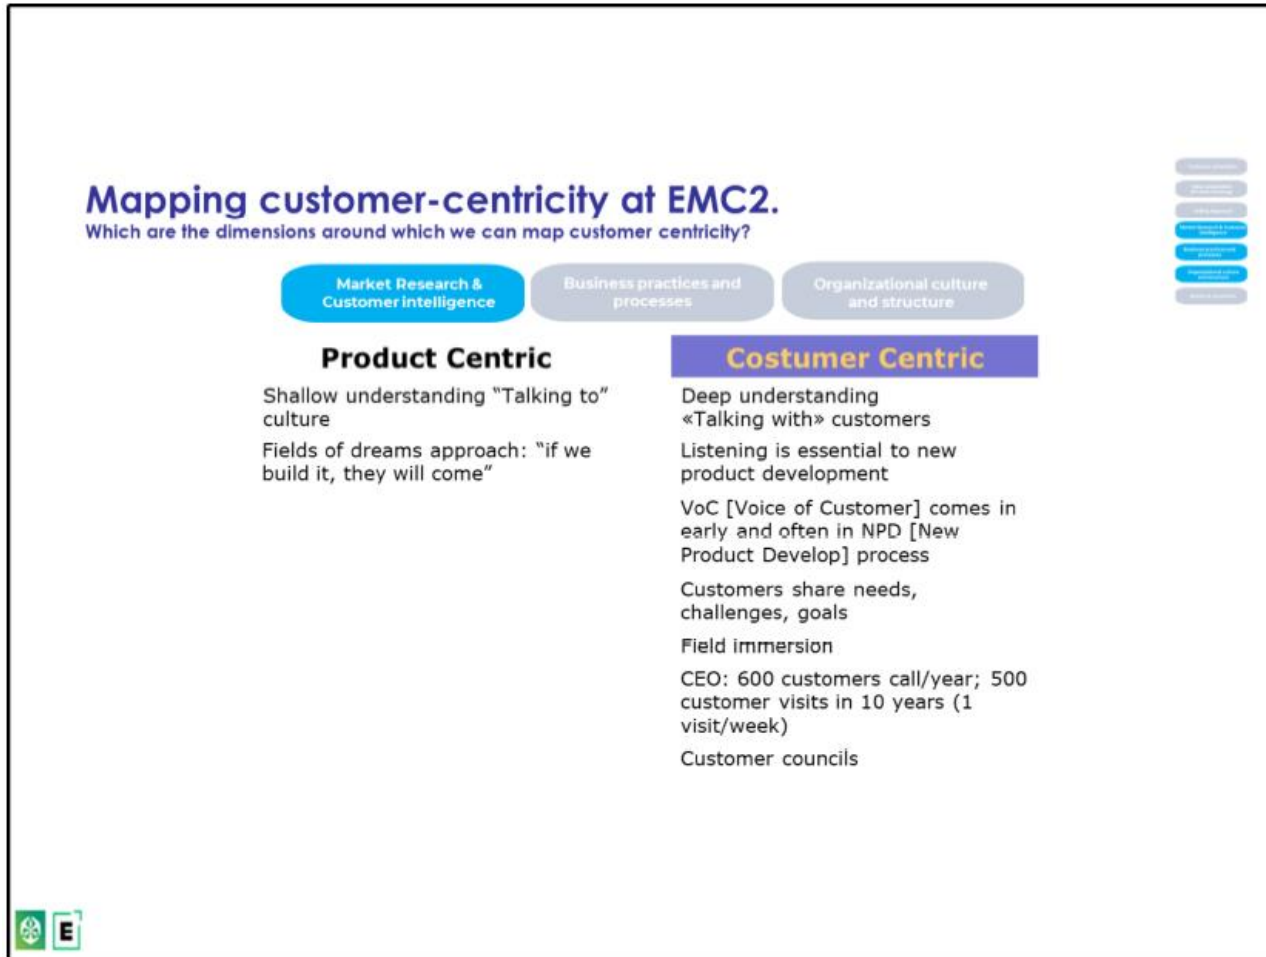 Mapping customer-centricity at EMC2.
Which are the dimensions around which we can map customer centricity?
Market Research &
Customer intelligence
Business practices and
processes
Organizational culture
and structure
Product Centric
Shallow understanding “Talking to”
culture
Fields of dreams approach: “if we
build it, they will come”
Costumer Centric
Deep understanding
«Talking with» customers
Listening is essential to new
product development
VoC [Voice of Customer] comes in
early and often in NPD [New
Product Develop] process
Customers share needs,
challenges, goals
Field immersion
CEO: 600 customers call/year; 500
customer visits in 10 years (1
visit/week)
Customer councils
E